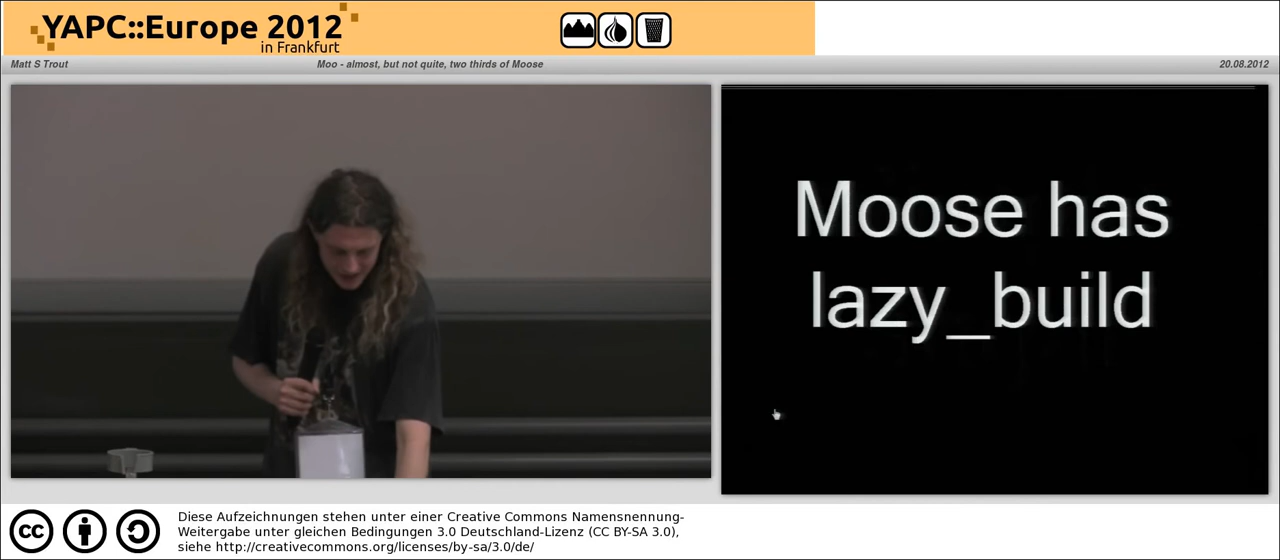 YAPC::Europe 2012
in Frankfurt
Matt S Trout
Moo - almost, but not quite, two thirds of Moose
20.08.2012
Moose has
lazy_build
cc
Diese Aufzeichnungen stehen unter einer Creative Commons Namensnennung-
Weitergabe unter gleichen Bedingungen 3.0 Deutschland-Lizenz (CC BY-SA 3.0),
siehe http://creativecommons.org/licenses/by-sa/3.0/de/